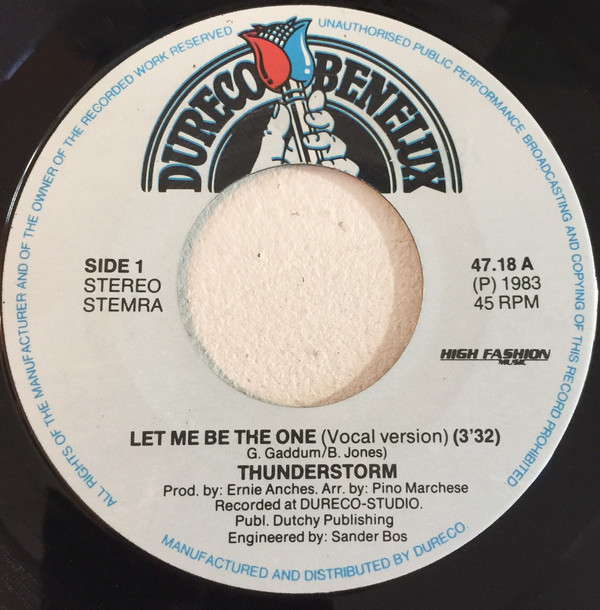 DURECO BENELUX
ALL RIGHTS OF THE MANUFACTURER AND OF THE OWNER OF THE RECORDED WORK RESERVED
UNAUTHORISED PUBLIC PERFORMANCE BROADCASTING AND COPYING OF THIS RECORD PROHIBITED
SIDE 1
STEREO
STEMRA
47.18 A
(P) 1983
45 RPM
HIGH FASHION
MUSIC
LET ME BE THE ONE (Vocal version) (3'32)
G. Gaddum/B. Jones)
THUNDERSTORM
Prod. by: Ernie Anches. Arr. by: Pino Marchese
Recorded at DURECO-STUDIO.
Publ. Dutchy Publishing
Engineered by: Sander Bos
MANUFACTURED AND DISTRIBUTED BY DURECO.